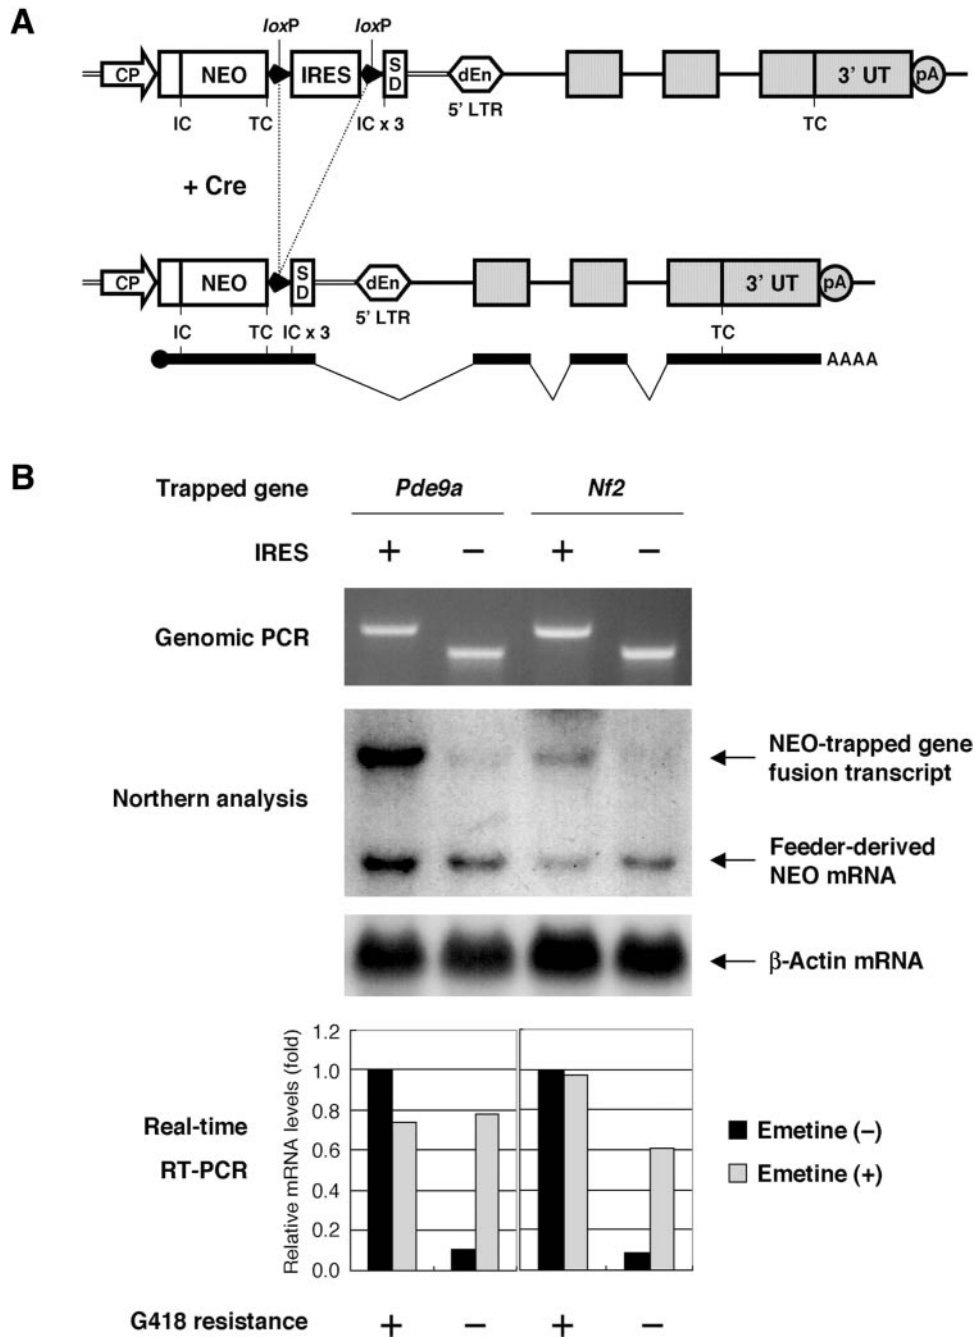 A
loxP loxP
CP NEO IRES SD dEn 3' UT pA
5' LTR
IC TC IC x 3 TC
+ Cre
CP NEO SD dEn 3' UT pA
5' LTR
IC TC IC x 3 TC
AAAA
B
Trapped gene Pde9a Nf2
IRES + − + −
Genomic PCR
Northern analysis
NEO-trapped gene
fusion transcript
Feeder-derived
NEO mRNA
β-Actin mRNA
Real-time
RT-PCR
Relative mRNA levels (fold)
1.2
1.0
0.8
0.6
0.4
0.2
0.0
Emetine (−)
Emetine (+)
G418 resistance + − + −